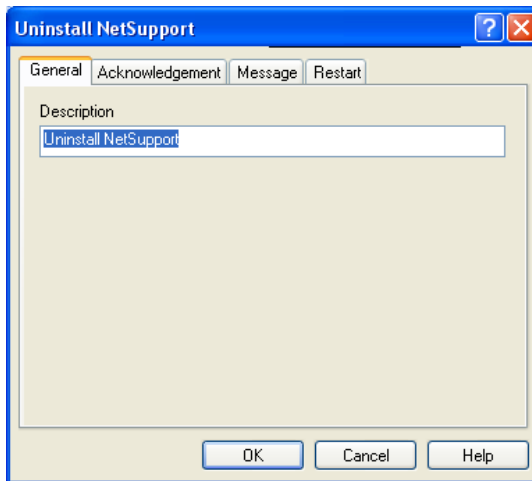 Uninstall NetSupport
General Acknowledgement Message Restart
Description
Uninstall NetSupport
OK Cancel Help